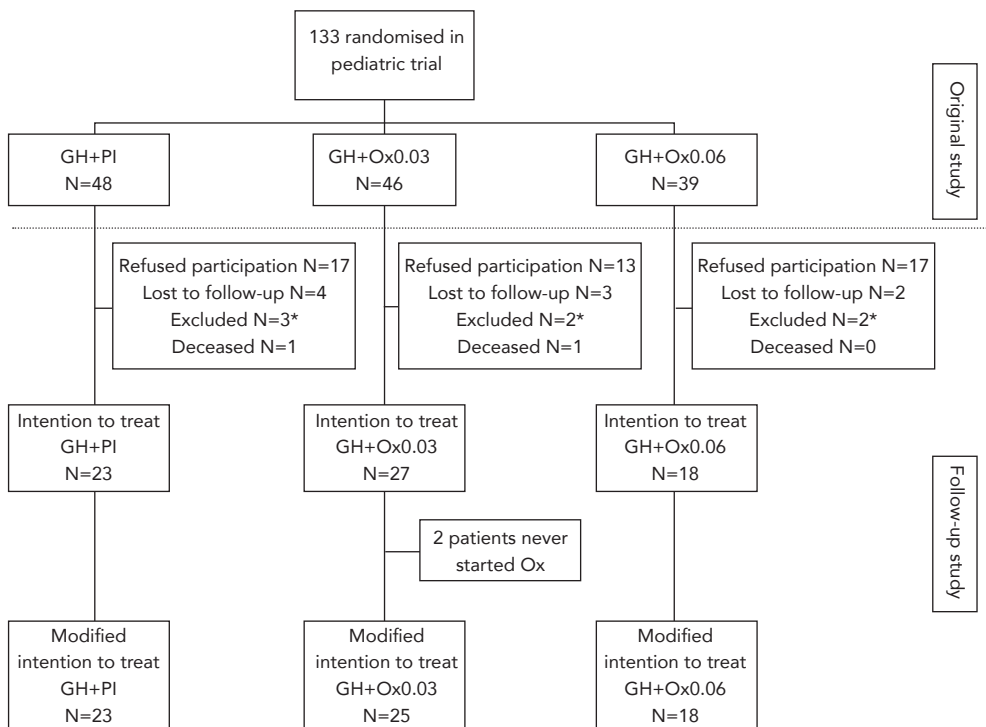 133 randomised in
pediatric trial
Original study
GH+PI
N=48
GH+Ox0.03
N=46
GH+Ox0.06
N=39
Refused participation N=17
Lost to follow-up N=4
Excluded N=3*
Deceased N=1
Refused participation N=13
Lost to follow-up N=3
Excluded N=2*
Deceased N=1
Refused participation N=17
Lost to follow-up N=2
Excluded N=2*
Deceased N=0
Intention to treat
GH+PI
N=23
Intention to treat
GH+Ox0.03
N=27
Intention to treat
GH+Ox0.06
N=18
Follow-up study
2 patients never
started Ox
Modified
intention to treat
GH+PI
N=23
Modified
intention to treat
GH+Ox0.03
N=25
Modified
intention to treat
GH+Ox0.06
N=18